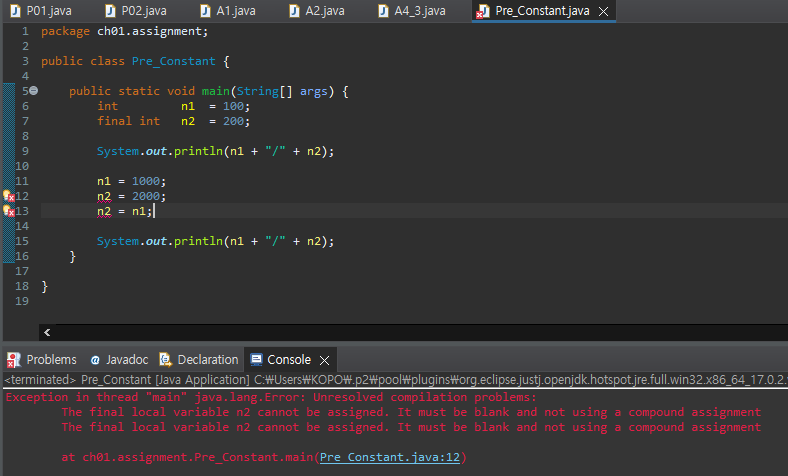 P01.java P02.java A1.java A2.java A4_3.java Pre_Constant.java
1 package ch01.assignment;
2
3 public class Pre_Constant {
4
5 public static void main(String[] args) {
6 int n1 = 100;
7 final int n2 = 200;
8
9 System.out.println(n1 + "/" + n2);
10
11 n1 = 1000;
12 n2 = 2000;
13 n2 = n1;
14
15 System.out.println(n1 + "/" + n2);
16 }
17
18 }
19
Problems @ Javadoc Declaration Console
<terminated> Pre_Constant [Java Application] C:₩Users₩KOPO₩.p2₩pool₩plugins₩org.eclipse.justj.openjdk.hotspot.jre.full.win32.x86_64_17.0.2.
Exception in thread "main" java.lang.Error: Unresolved compilation problems:
The final local variable n2 cannot be assigned. It must be blank and not using a compound assignment
The final local variable n2 cannot be assigned. It must be blank and not using a compound assignment
at ch01.assignment.Pre_Constant.main(Pre_Constant.java:12)